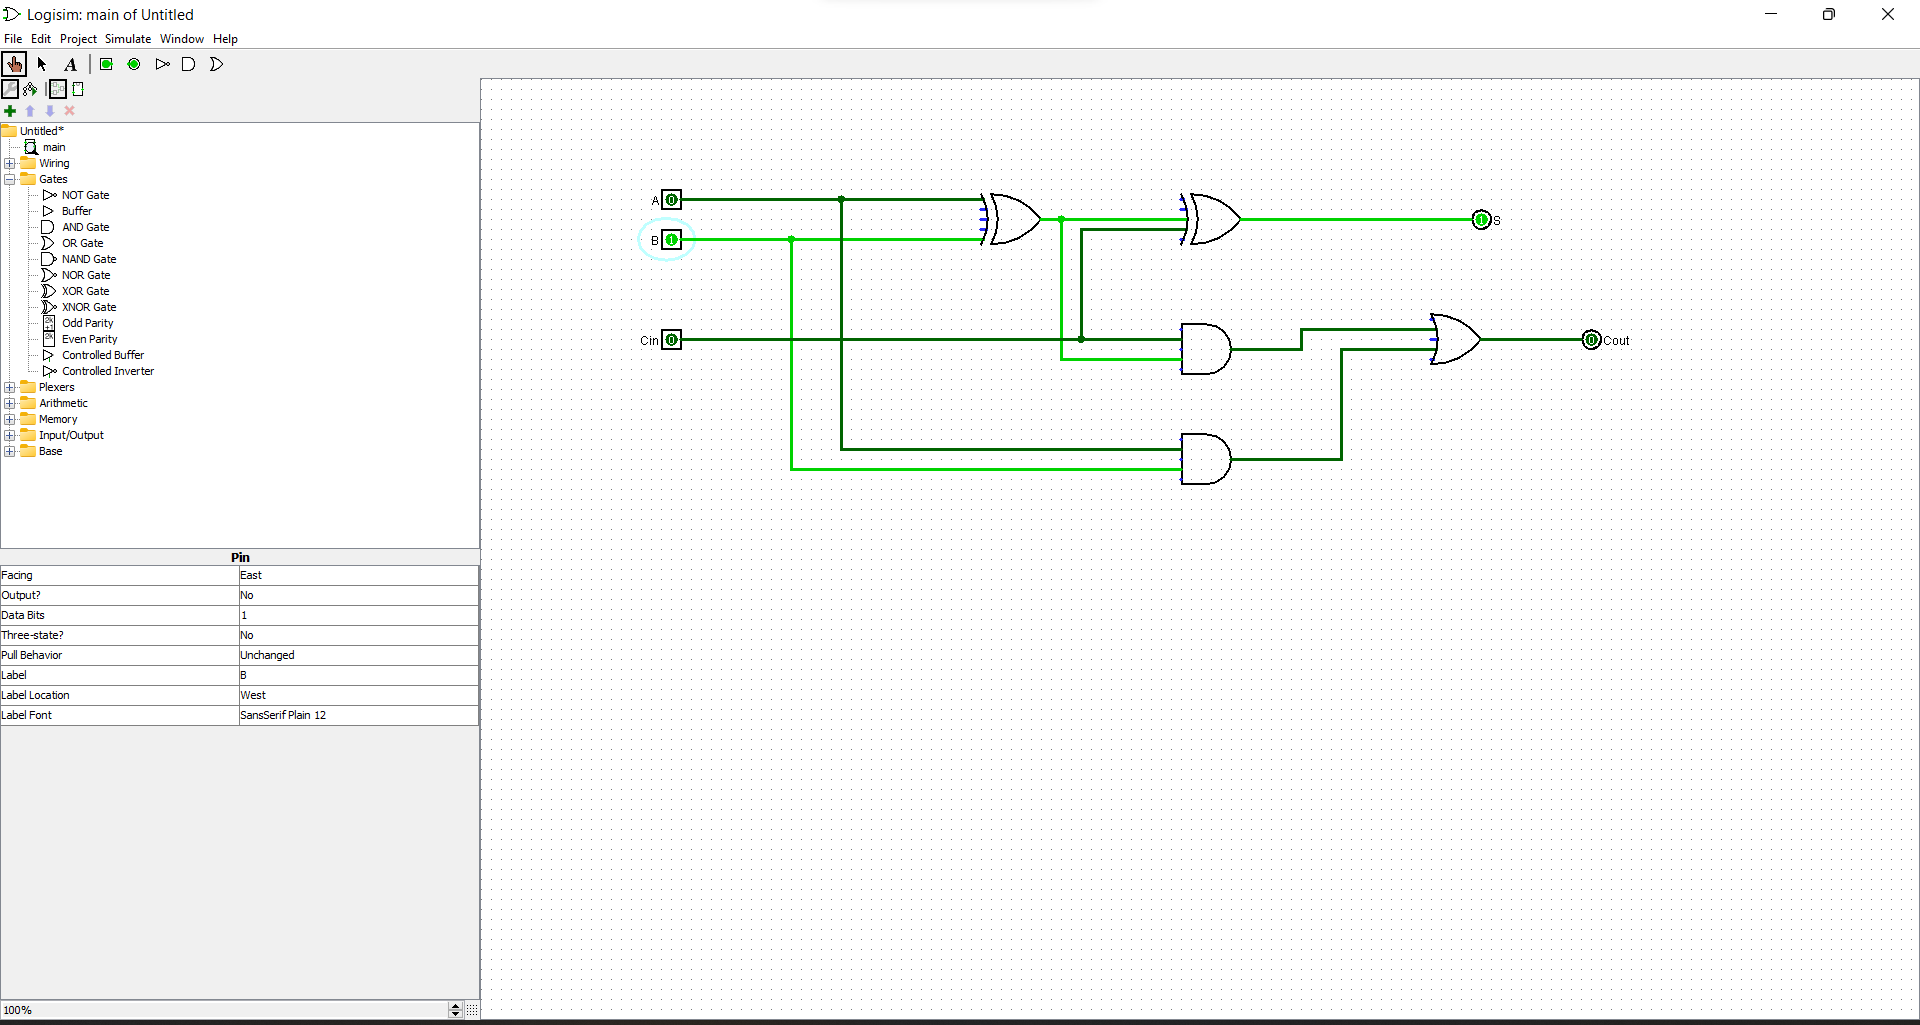 Logisim: main of Untitled
File Edit Project Simulate Window Help
A
Untitled*
main
Wiring
Gates
NOT Gate
Buffer
AND Gate
OR Gate
NAND Gate
NOR Gate
XOR Gate
XNOR Gate
2k+1 Odd Parity
2k Even Parity
Controlled Buffer
Controlled Inverter
Plexers
Arithmetic
Memory
Input/Output
Base
Pin
Facing East
Output? No
Data Bits 1
Three-state? No
Pull Behavior Unchanged
Label B
Label Location West
Label Font SansSerif Plain 12
100%
A 0
1 S
B 1
Cin 0
0 Cout